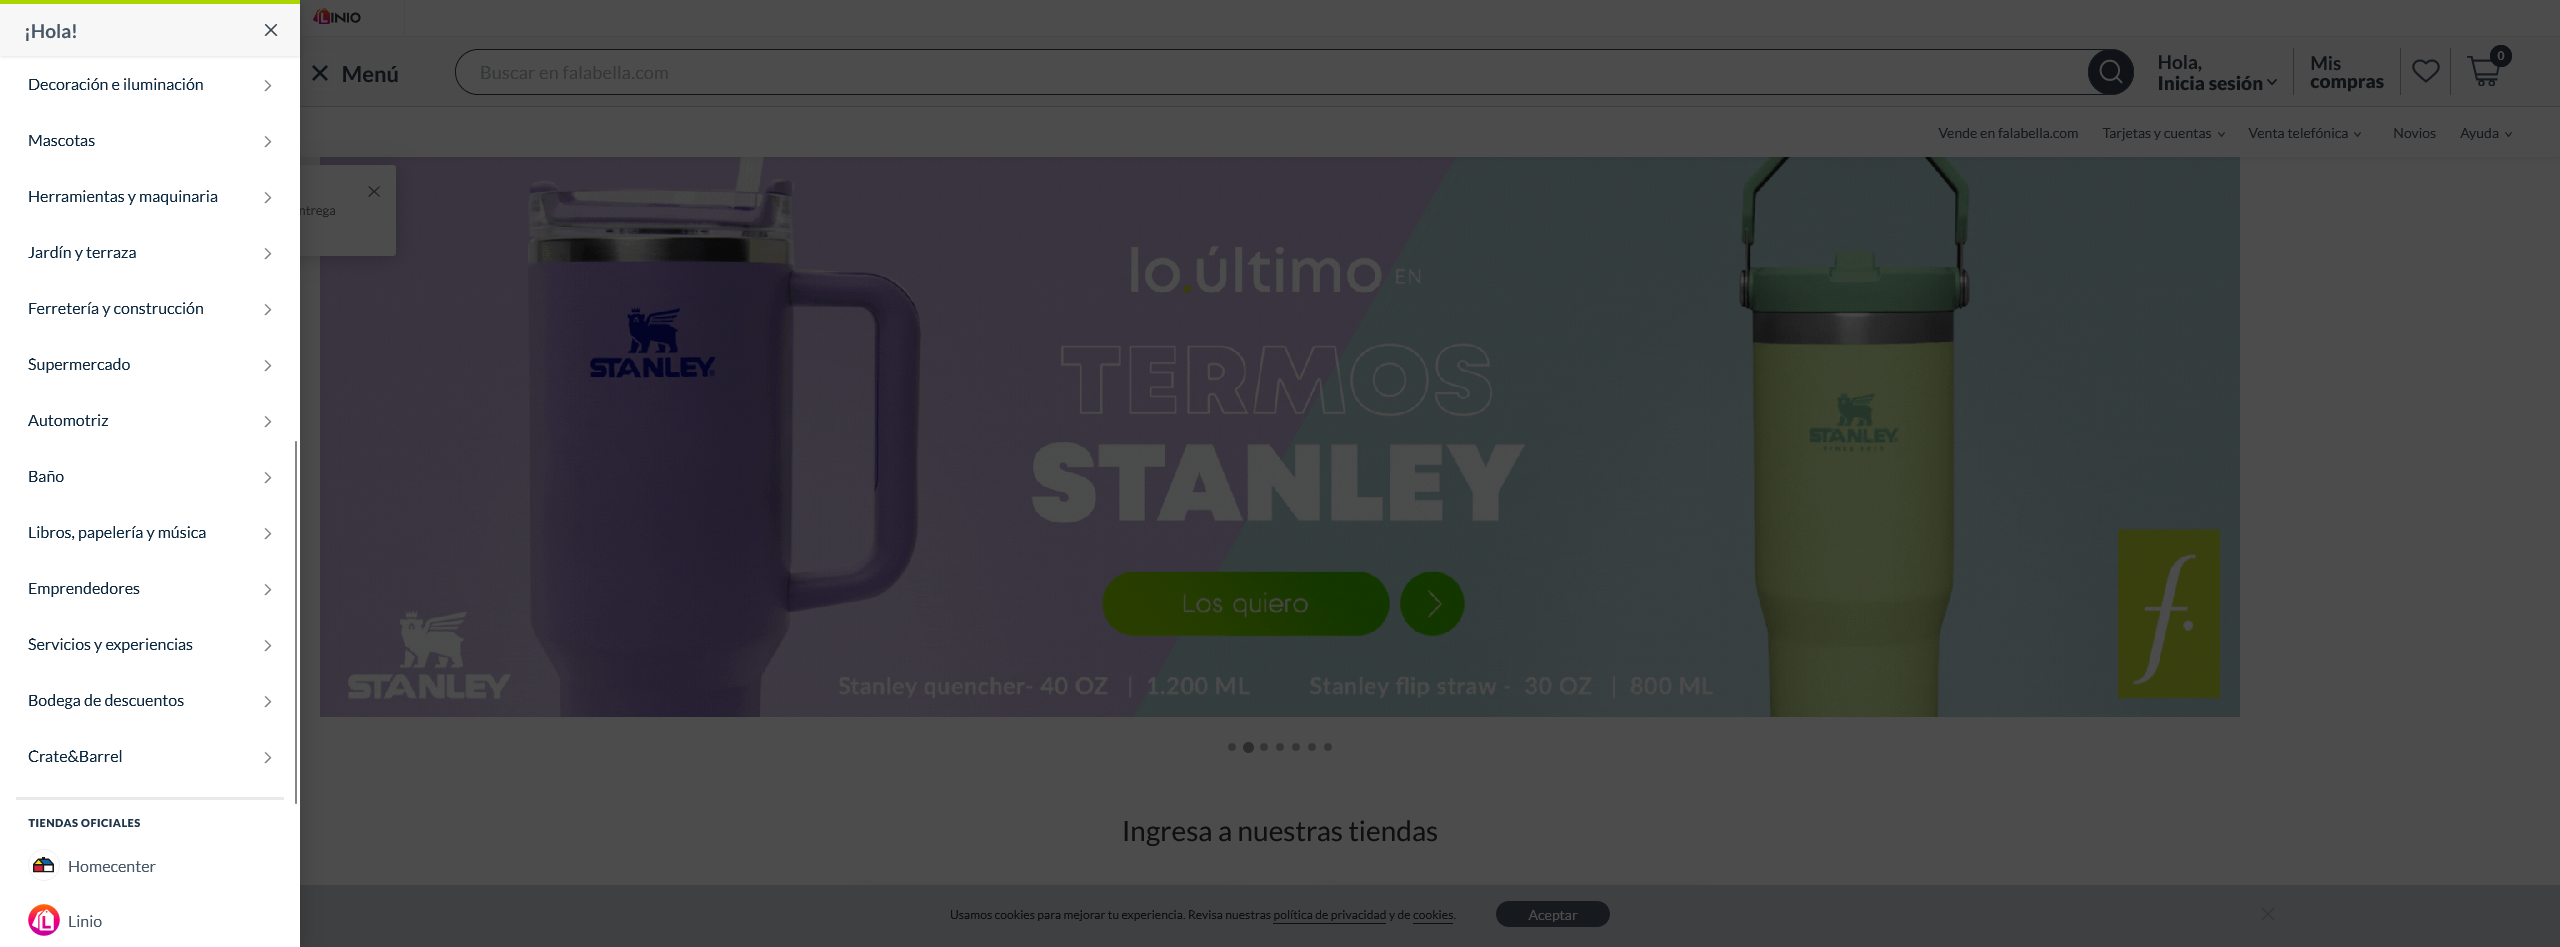 ¡Hola!
Decoración e iluminación
Mascotas
Herramientas y maquinaria
Jardín y terraza
Ferretería y construcción
Supermercado
Automotriz
Baño
Libros, papelería y música
Emprendedores
Servicios y experiencias
Bodega de descuentos
Crate&Barrel
TIENDAS OFICIALES
Homecenter
Linio
LINIO
Menú
Buscar en falabella.com
Hola,
Inicia sesión
Mis
compras
0
Vende en falabella.com
Tarjetas y cuentas
Venta telefónica
Novios
Ayuda
ntrega
lo.último EN
TERMOS
STANLEY
Los quiero
Stanley quencher- 40 OZ | 1.200 ML
Stanley flip straw - 30 OZ | 800 ML
STANLEY
STANLEY
STANLEY
SINCE 1913
f.
Ingresa a nuestras tiendas
Usamos cookies para mejorar tu experiencia. Revisa nuestras política de privacidad y de cookies.
Aceptar